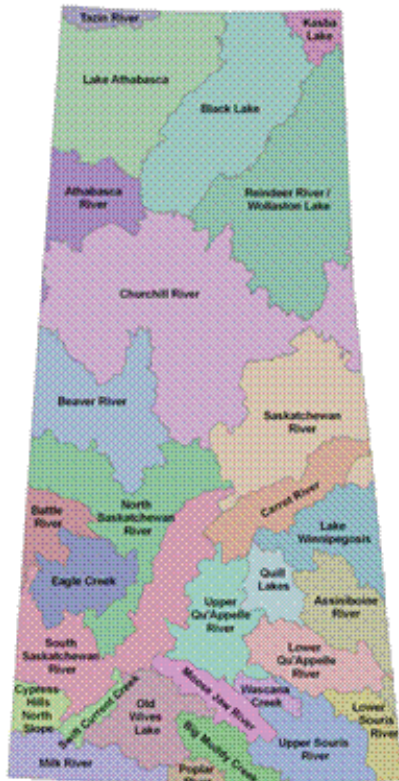 Tazin River
Kasba
Lake
Lake Athabasca
Black Lake
Athabasca
River
Reindeer River /
Wollaston Lake
Churchill River
Beaver River
Saskatchewan
River
Carrot River
Battle
River
North
Saskatchewan
River
Lake
Winnipegosis
Eagle Creek
Quill
Lakes
Assiniboine
River
Upper
Qu'Appelle
River
South
Saskatchewan
River
Lower
Qu'Appelle
River
Cypress
Hills
North
Slope
Swift Current Creek
Old
Wives
Lake
Moose Jaw River
Wascana
Creek
Lower
Souris
River
Big Muddy Creek
Upper Souris
River
Milk River
Poplar